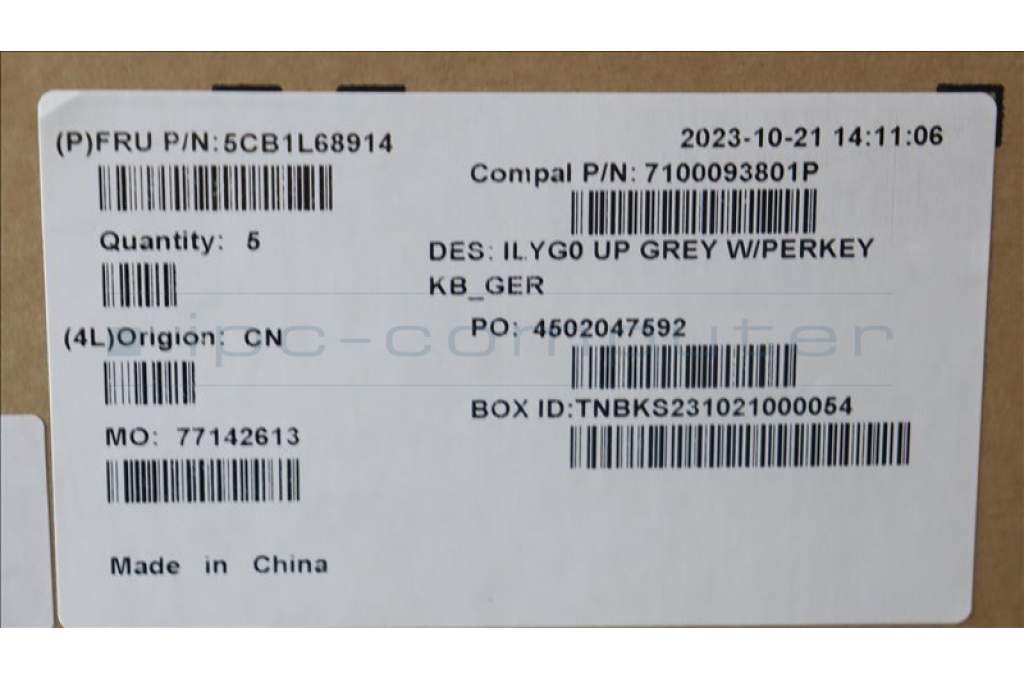 (P)FRU P/N:5CB1L68914
2023-10-21 14:11:06
Compal P/N: 7100093801P
Quantity: 5
DES: ILYG0 UP GREY W/PERKEY
KB_GER
(4L)Origion: CN
PO: 4502047592
ipc-computer
BOX ID:TNBKS231021000054
MO: 77142613
Made in China